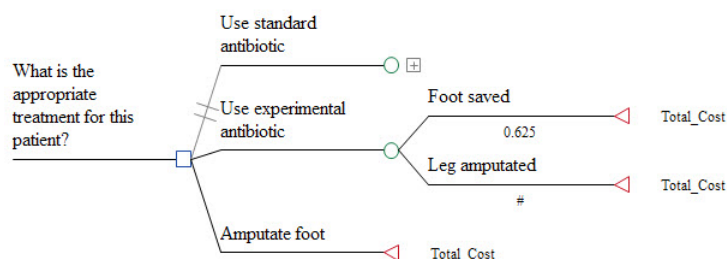 Use standard
antibiotic
What is the
appropriate
treatment for this
patient?
Use experimental
antibiotic
Foot saved
0.625
Total_Cost
Leg amputated
#
Total_Cost
Amputate foot
Total_Cost